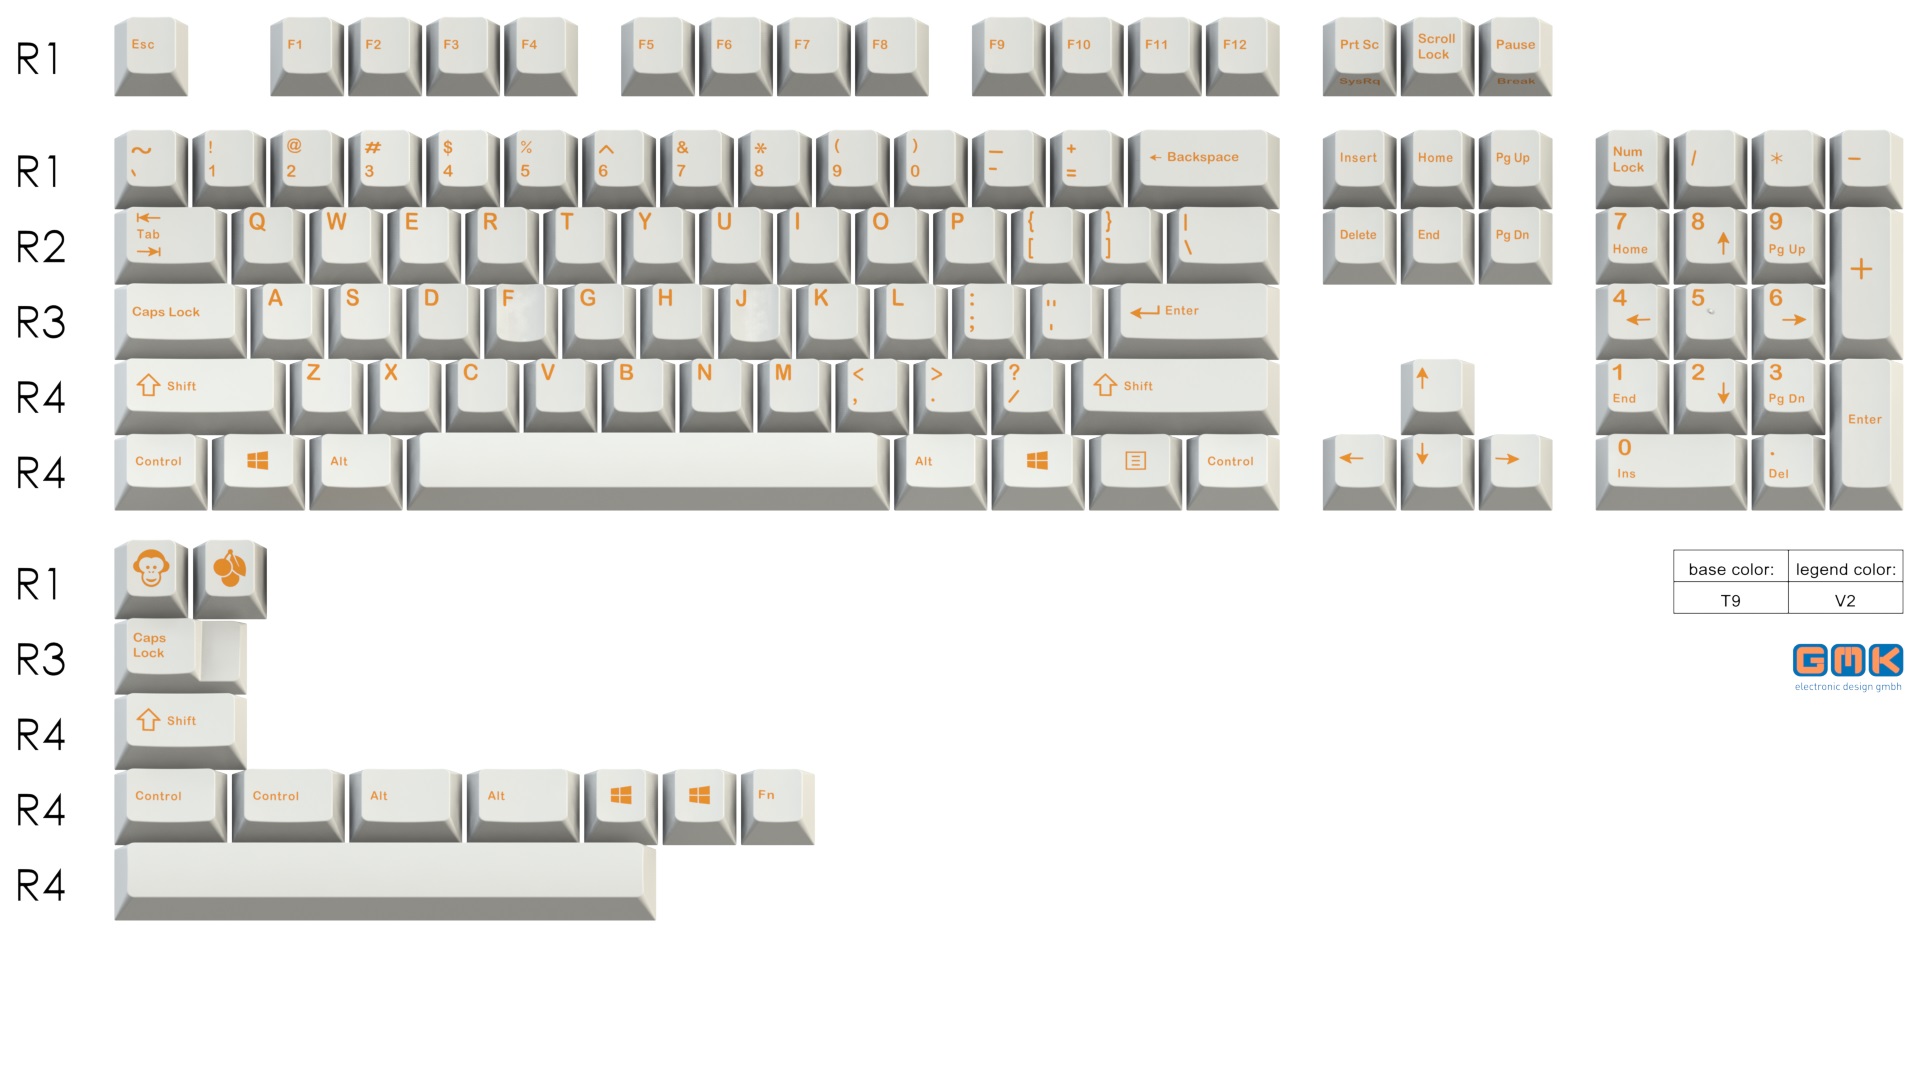 R1 Esc F1 F2 F3 F4 F5 F6 F7 F8 F9 F10 F11 F12 Prt Sc Scroll Pause
Lock
SysRq Break
~ ! @ # $ % ^ & * ( ) — +
R1 ` 1 2 3 4 5 6 7 8 9 0 - = ← Backspace Insert Home Pg Up Num / * −
Lock
R2 Tab Q W E R T Y U I O P { } | Delete End Pg Dn 7 8 ↑ 9 +
[ ] \ Home Pg Up
R3 Caps Lock A S D F G H J K L : " Enter 4 5 6
; ' ← →
R4 Shift Z X C V B N M < > ? Shift ↑ 1 2 3 Enter
, . / End ↓ Pg Dn
R4 Control Alt Alt Control ← ↓ → 0 .
Ins Del
R1
base color: legend color:
T9 V2
R3 Caps
Lock
GMK
electronic design gmbh
R4 Shift
R4 Control Control Alt Alt Fn
R4